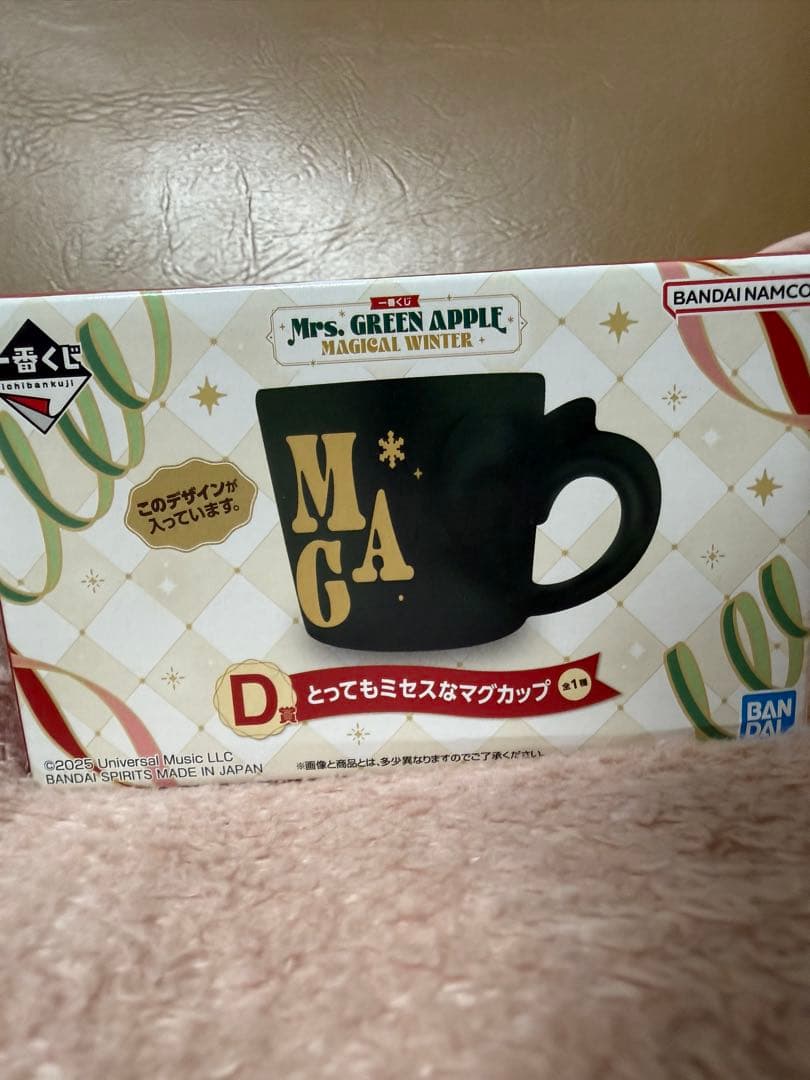 一番くじ
Mrs. GREEN APPLE
MAGICAL WINTER
BANDAI NAMCO
一番くじ
ichibankuji
このデザインが
入っています。
M
GA
D賞 とってもミセスなマグカップ 全1種
BAN
DAI
©2025 Universal Music LLC
BANDAI SPIRITS MADE IN JAPAN
※画像と商品とは、多少異なりますのでご了承ください。